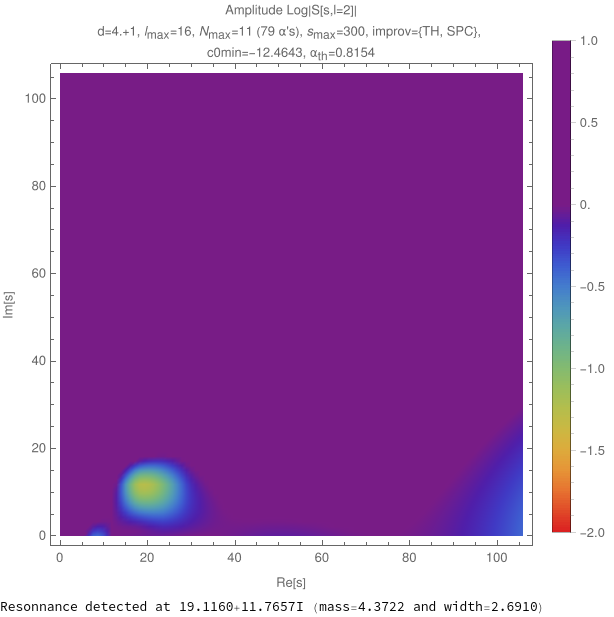 Amplitude Log|S[s,l=2]|
d=4.+1, lmax=16, Nmax=11 (79 α's), smax=300, improv={TH, SPC},
c0min=−12.4643, αth=0.8154
1.0
0.5
0.
−0.5
−1.0
−1.5
−2.0
100
80
60
40
20
0
Im[s]
0 20 40 60 80 100
Re[s]
Resonnance detected at 19.1160+11.7657I (mass=4.3722 and width=2.6910)